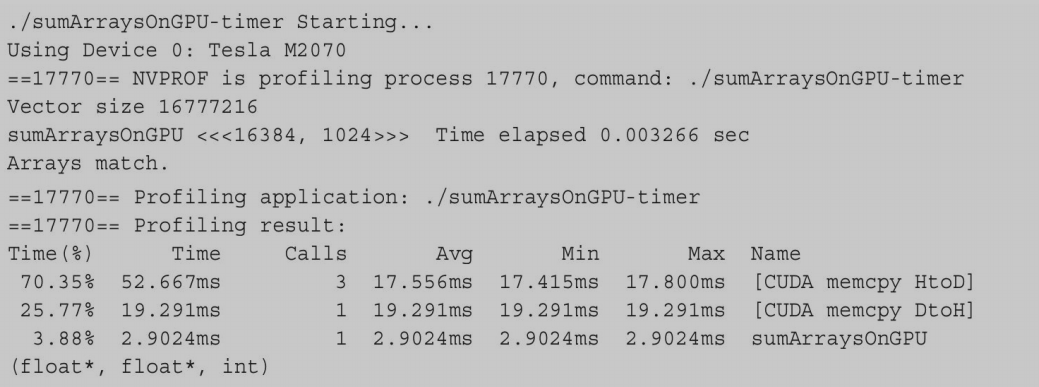 ./sumArraysOnGPU-timer Starting...
Using Device 0: Tesla M2070
==17770== NVPROF is profiling process 17770, command: ./sumArraysOnGPU-timer
Vector size 16777216
sumArraysOnGPU <<<16384, 1024>>>  Time elapsed 0.003266 sec
Arrays match.
==17770== Profiling application: ./sumArraysOnGPU-timer
==17770== Profiling result:
Time(%)      Time     Calls       Avg       Min       Max  Name
 70.35%  52.667ms         3  17.556ms  17.415ms  17.800ms  [CUDA memcpy HtoD]
 25.77%  19.291ms         1  19.291ms  19.291ms  19.291ms  [CUDA memcpy DtoH]
  3.88%  2.9024ms         1  2.9024ms  2.9024ms  2.9024ms  sumArraysOnGPU
(float*, float*, int)